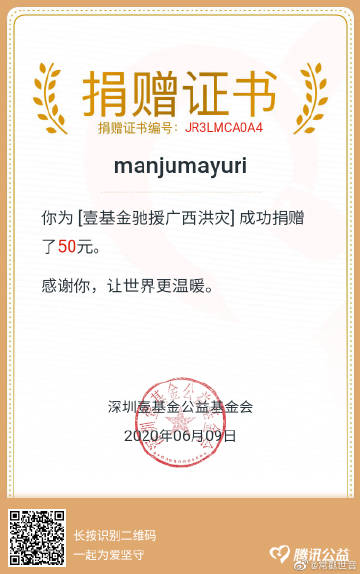 捐赠证书
捐赠证书编号：JR3LMCA0A4
manjumayuri
你为 [壹基金驰援广西洪灾] 成功捐赠
了50元。
感谢你，让世界更温暖。
深圳壹基金公益基金会
2020年06月09日
长按识别二维码
一起为爱坚守
腾讯公益